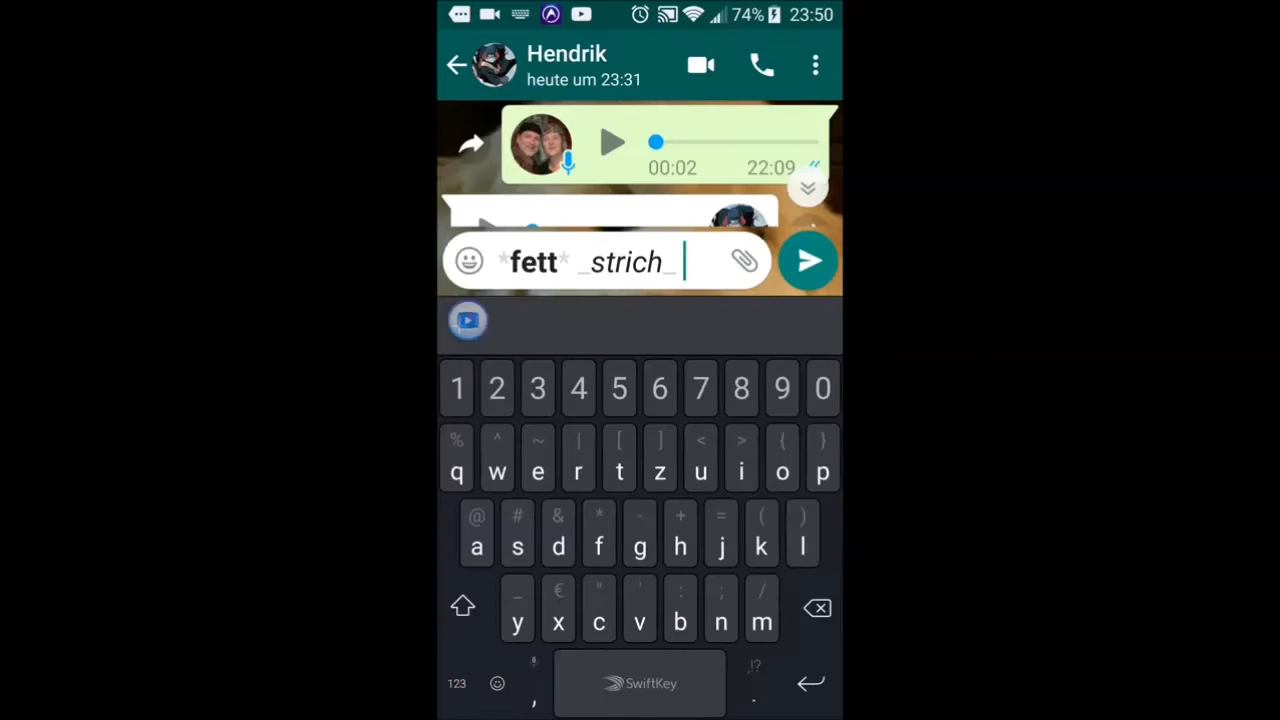 74% 23:50
Hendrik
heute um 23:31
00:02 22:09
*fett* _strich_
1 2 3 4 5 6 7 8 9 0
% ^ ~ | [ ] < > { }
q w e r t z u i o p
@ # & * - + = ( )
a s d f g h j k l
_ € " ' : ; /
y x c v b n m
,!?
123 , SwiftKey .